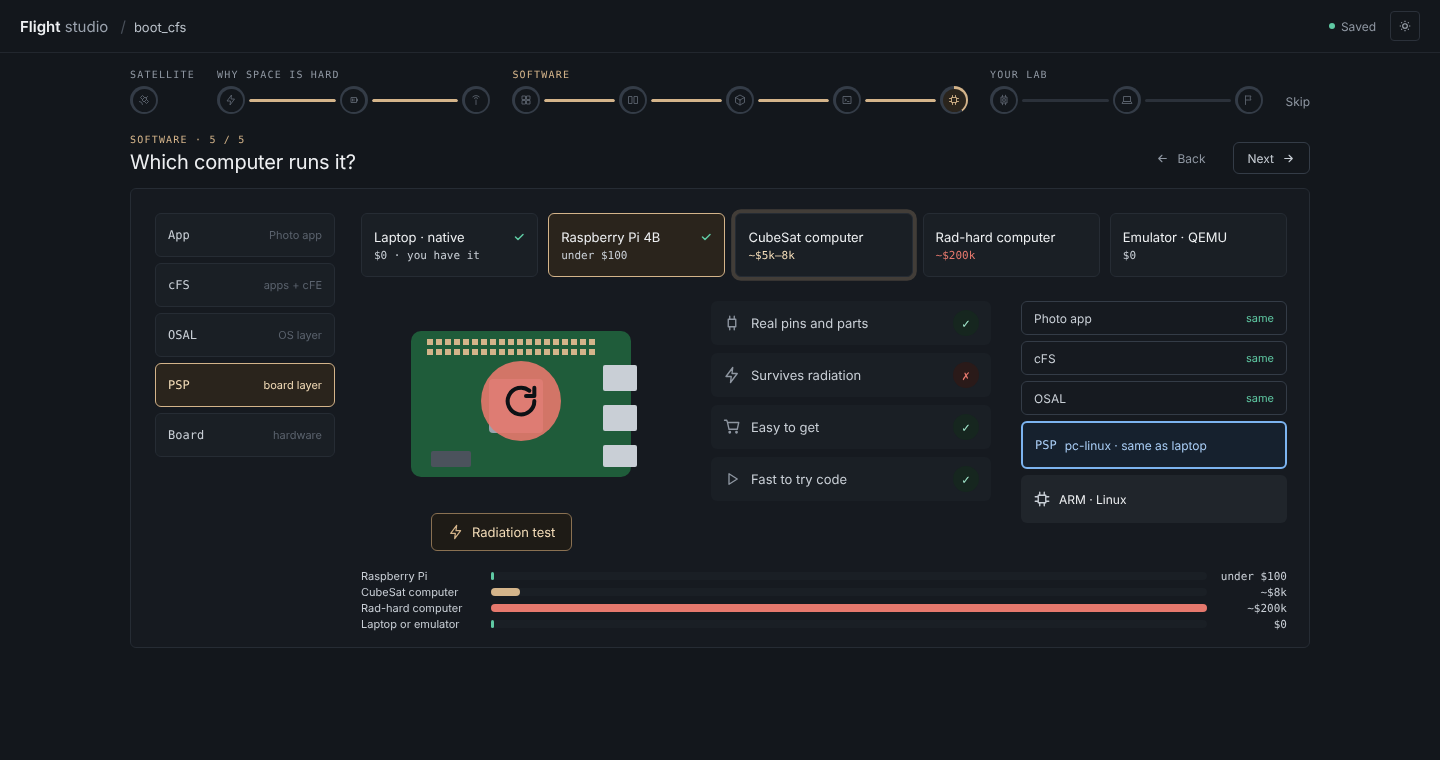 Flight studio / boot_cfs
Saved
SATELLITE
WHY SPACE IS HARD
SOFTWARE
YOUR LAB
Skip
SOFTWARE · 5 / 5
Which computer runs it?
← Back
Next →
App
Photo app
cFS
apps + cFE
OSAL
OS layer
PSP
board layer
Board
hardware
Laptop · native ✓
$0 · you have it
Raspberry Pi 4B ✓
under $100
CubeSat computer
~$5k–8k
Rad-hard computer
~$200k
Emulator · QEMU
$0
Radiation test
Real pins and parts ✓
Survives radiation ✗
Easy to get ✓
Fast to try code ✓
Photo app same
cFS same
OSAL same
PSP pc-linux · same as laptop
ARM · Linux
Raspberry Pi under $100
CubeSat computer ~$8k
Rad-hard computer ~$200k
Laptop or emulator $0